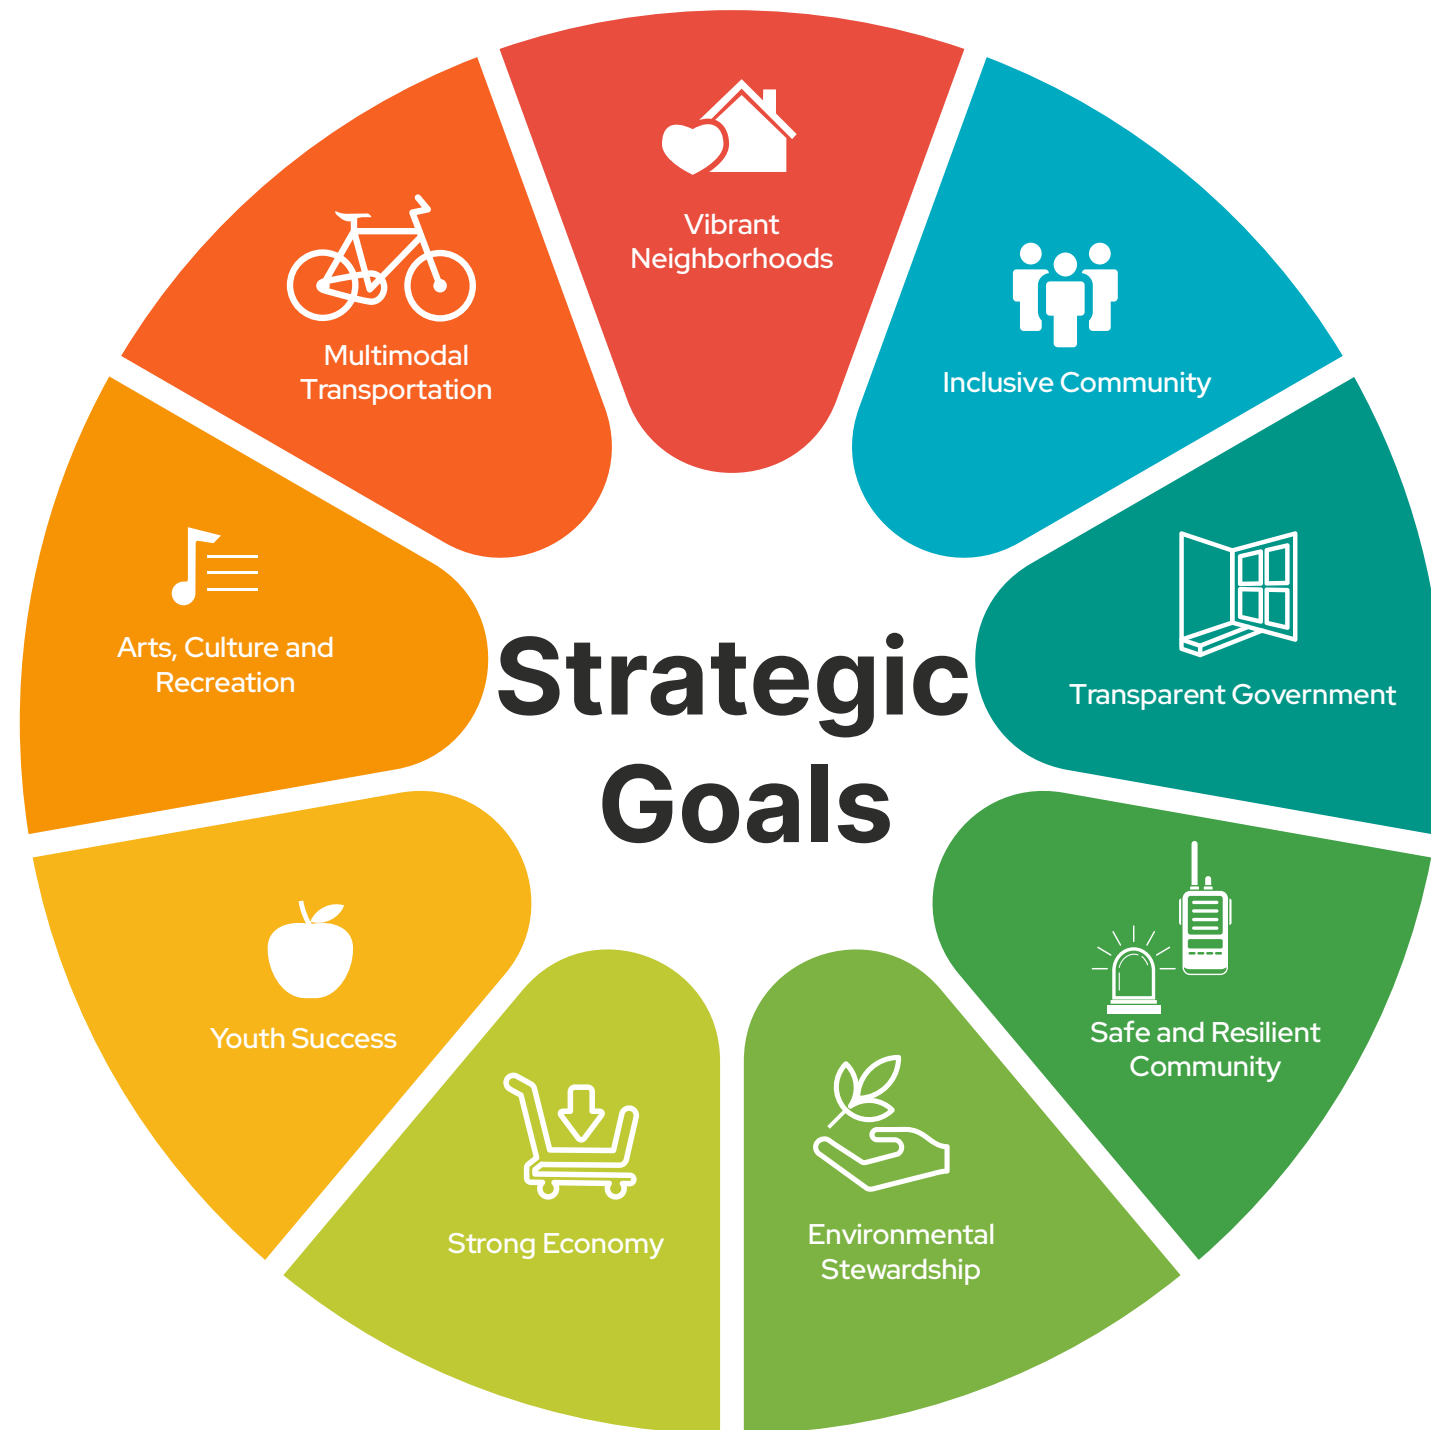 Vibrant
Neighborhoods
Inclusive Community
Transparent Government
Safe and Resilient
Community
Environmental
Stewardship
Strong Economy
Youth Success
Arts, Culture and
Recreation
Multimodal
Transportation
Strategic
Goals